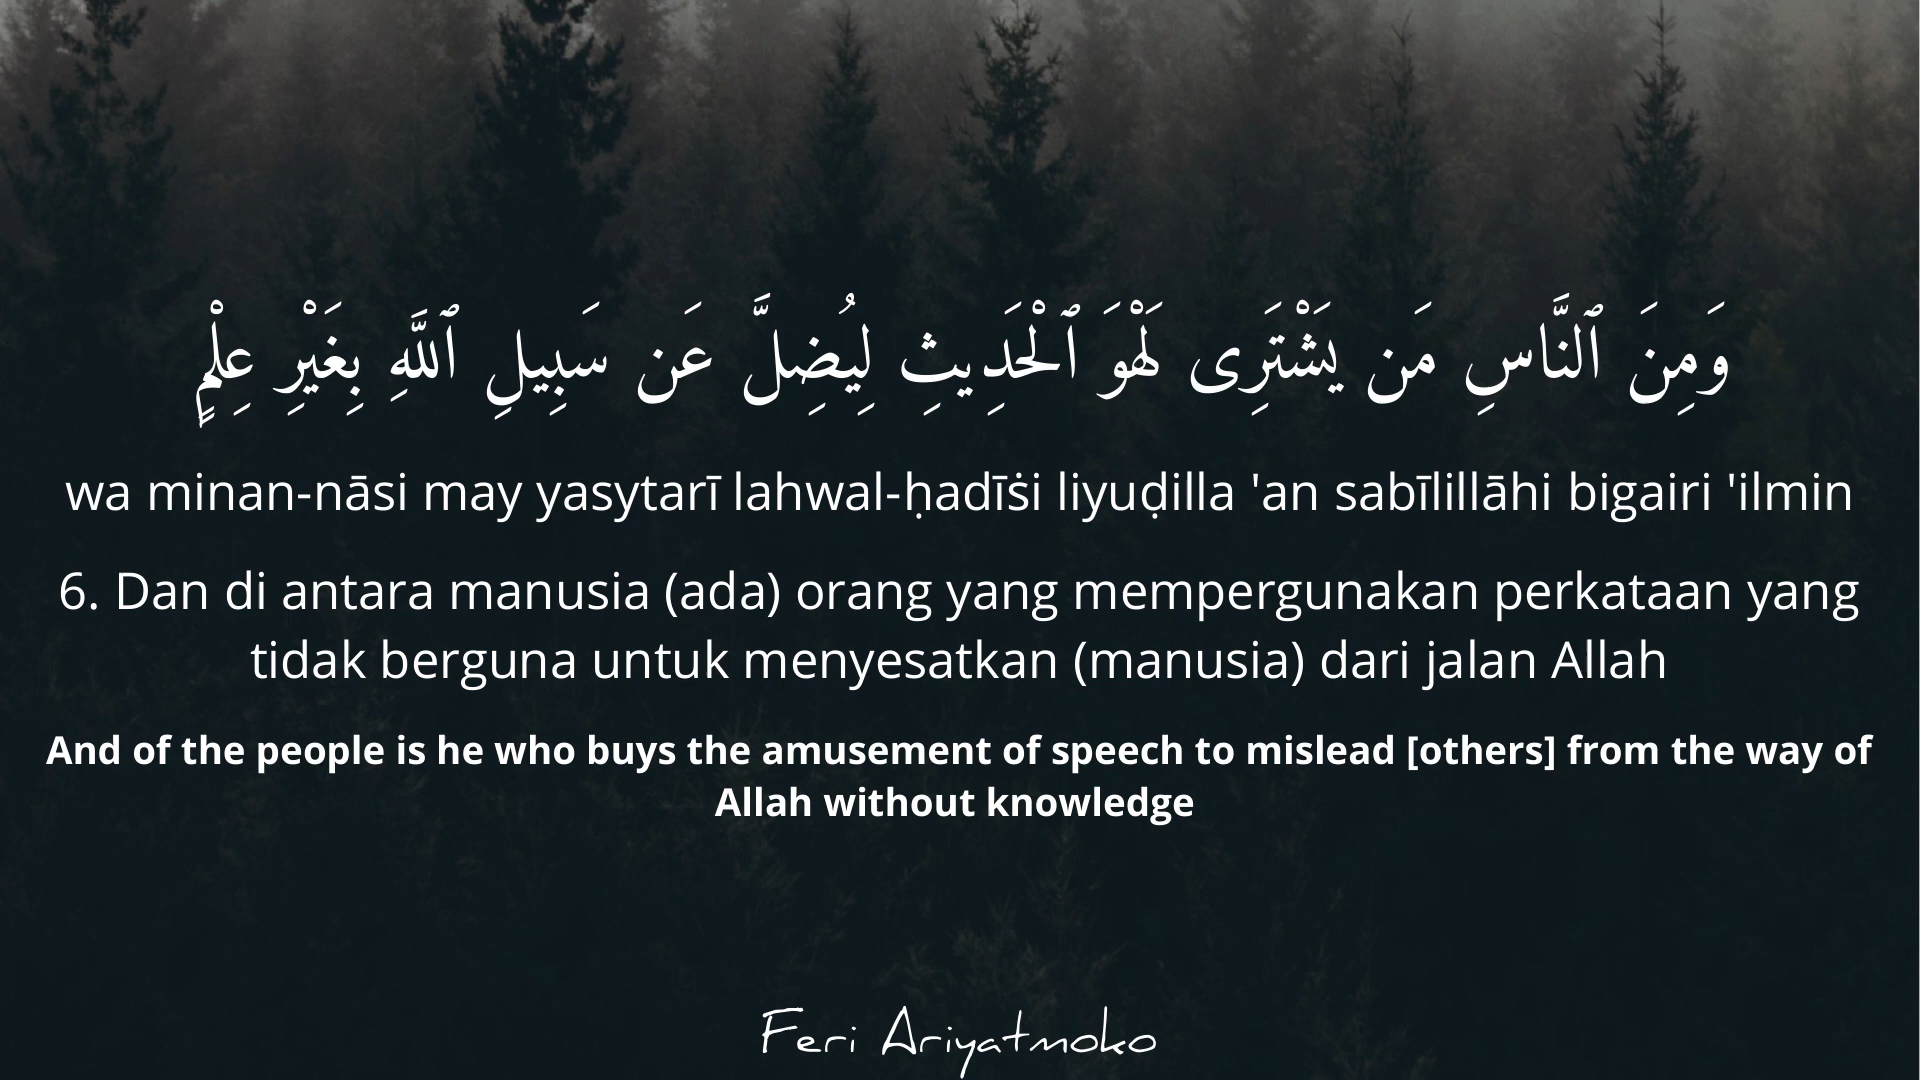 وَمِنَ ٱلنَّاسِ مَن يَشْتَرِى لَهْوَ ٱلْحَدِيثِ لِيُضِلَّ عَن سَبِيلِ ٱللَّهِ بِغَيْرِ عِلْمٍ
wa minan-nāsi may yasytarī lahwal-ḥadīṡi liyuḍilla 'an sabīlillāhi bigairi 'ilmin
6. Dan di antara manusia (ada) orang yang mempergunakan perkataan yang
tidak berguna untuk menyesatkan (manusia) dari jalan Allah
And of the people is he who buys the amusement of speech to mislead [others] from the way of
Allah without knowledge
Feri Ariyatmoko